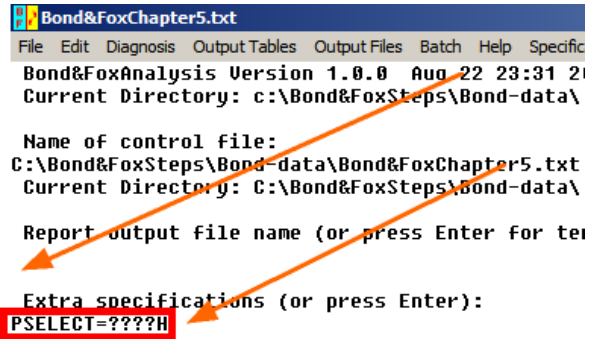 Bond&FoxChapter5.txt
File Edit Diagnosis Output Tables Output Files Batch Help Specific
Bond&FoxAnalysis Version 1.0.0 Aug 22 23:31 2
Current Directory: c:\Bond&FoxSteps\Bond-data\
Name of control file:
C:\Bond&FoxSteps\Bond-data\Bond&FoxChapter5.txt
Current Directory: C:\Bond&FoxSteps\Bond-data\
Report output file name (or press Enter for te
Extra specifications (or press Enter):
PSELECT=????H